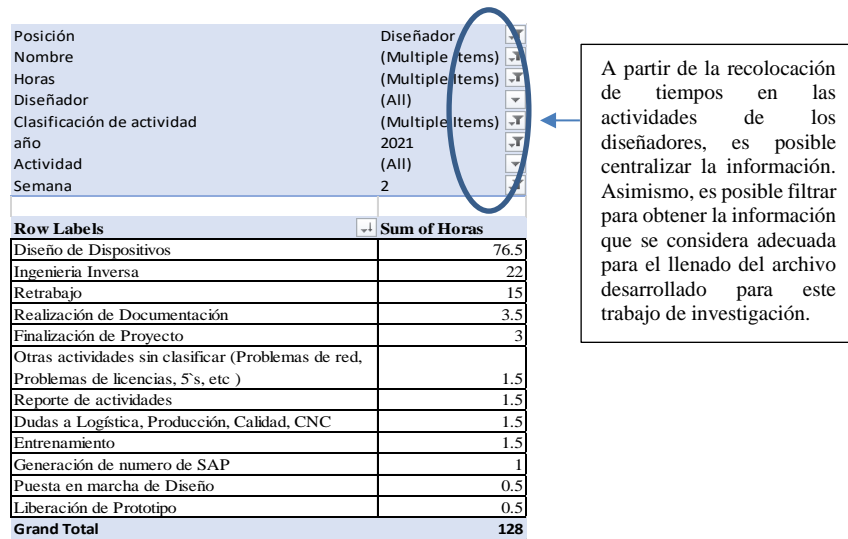 Posición Diseñador
Nombre (Multiple Items)
Horas (Multiple Items)
Diseñador (All)
Clasificación de actividad (Multiple Items)
año 2021
Actividad (All)
Semana 2
Row Labels Sum of Horas
Diseño de Dispositivos 76.5
Ingenieria Inversa 22
Retrabajo 15
Realización de Documentación 3.5
Finalización de Proyecto 3
Otras actividades sin clasificar (Problemas de red,
Problemas de licencias, 5`s, etc ) 1.5
Reporte de actividades 1.5
Dudas a Logística, Producción, Calidad, CNC 1.5
Entrenamiento 1.5
Generación de numero de SAP 1
Puesta en marcha de Diseño 0.5
Liberación de Prototipo 0.5
Grand Total 128
A partir de la recolocación
de tiempos en las
actividades de los
diseñadores, es posible
centralizar la información.
Asimismo, es posible filtrar
para obtener la información
que se considera adecuada
para el llenado del archivo
desarrollado para este
trabajo de investigación.